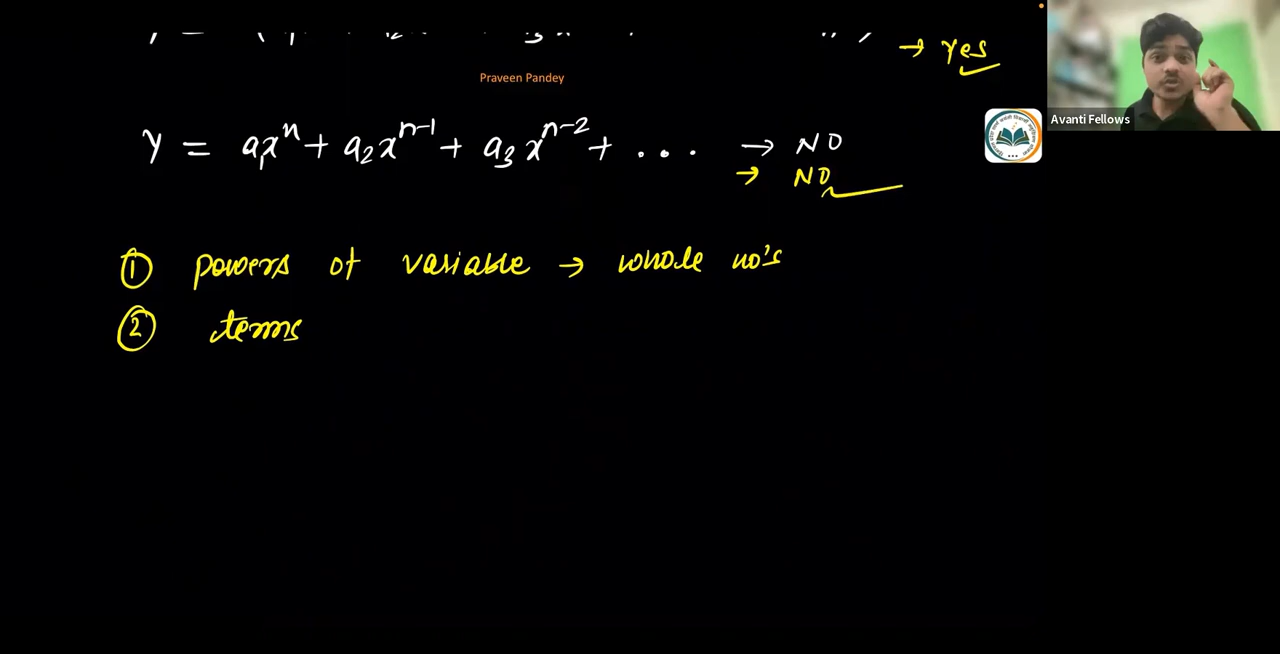 → Yes
Praveen Pandey
Avanti Fellows
y = a₁xⁿ + a₂xⁿ⁻¹ + a₃xⁿ⁻² + ... → NO
→ NO
① powers of variable → whole no's
② terms